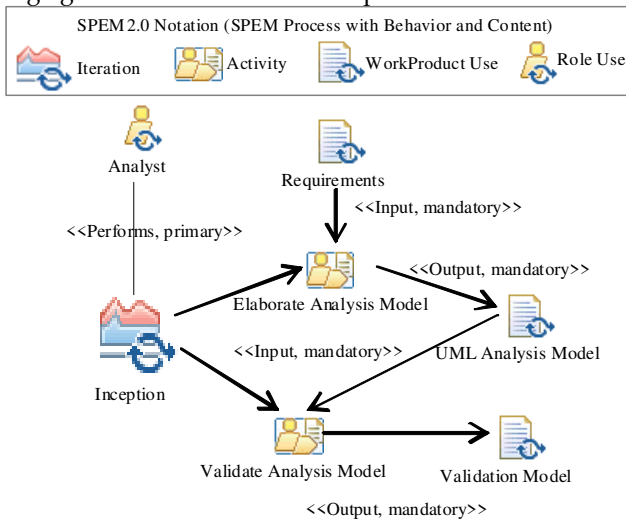 SPEM2.0 Notation (SPEM Process with Behavior and Content)
Iteration
Activity
WorkProduct Use
Role Use
Analyst
Requirements
<<Input, mandatory>>
<<Performs, primary>>
<<Output, mandatory>>
Elaborate Analysis Model
<<Input, mandatory>>
UML Analysis Model
Inception
Validate Analysis Model
Validation Model
<<Output, mandatory>>